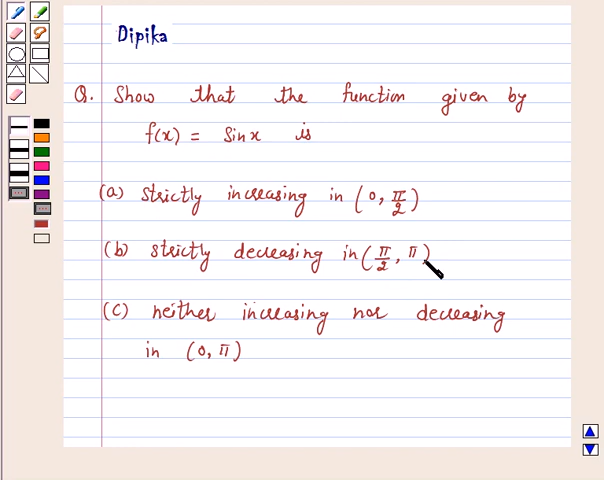 Dipika
Q. Show that the function given by
f(x) = Sinx is
(a) Strictly increasing in (0, π/2)
(b) strictly decreasing in (π/2, π)
(c) neither increasing nor decreasing
in (0, π)